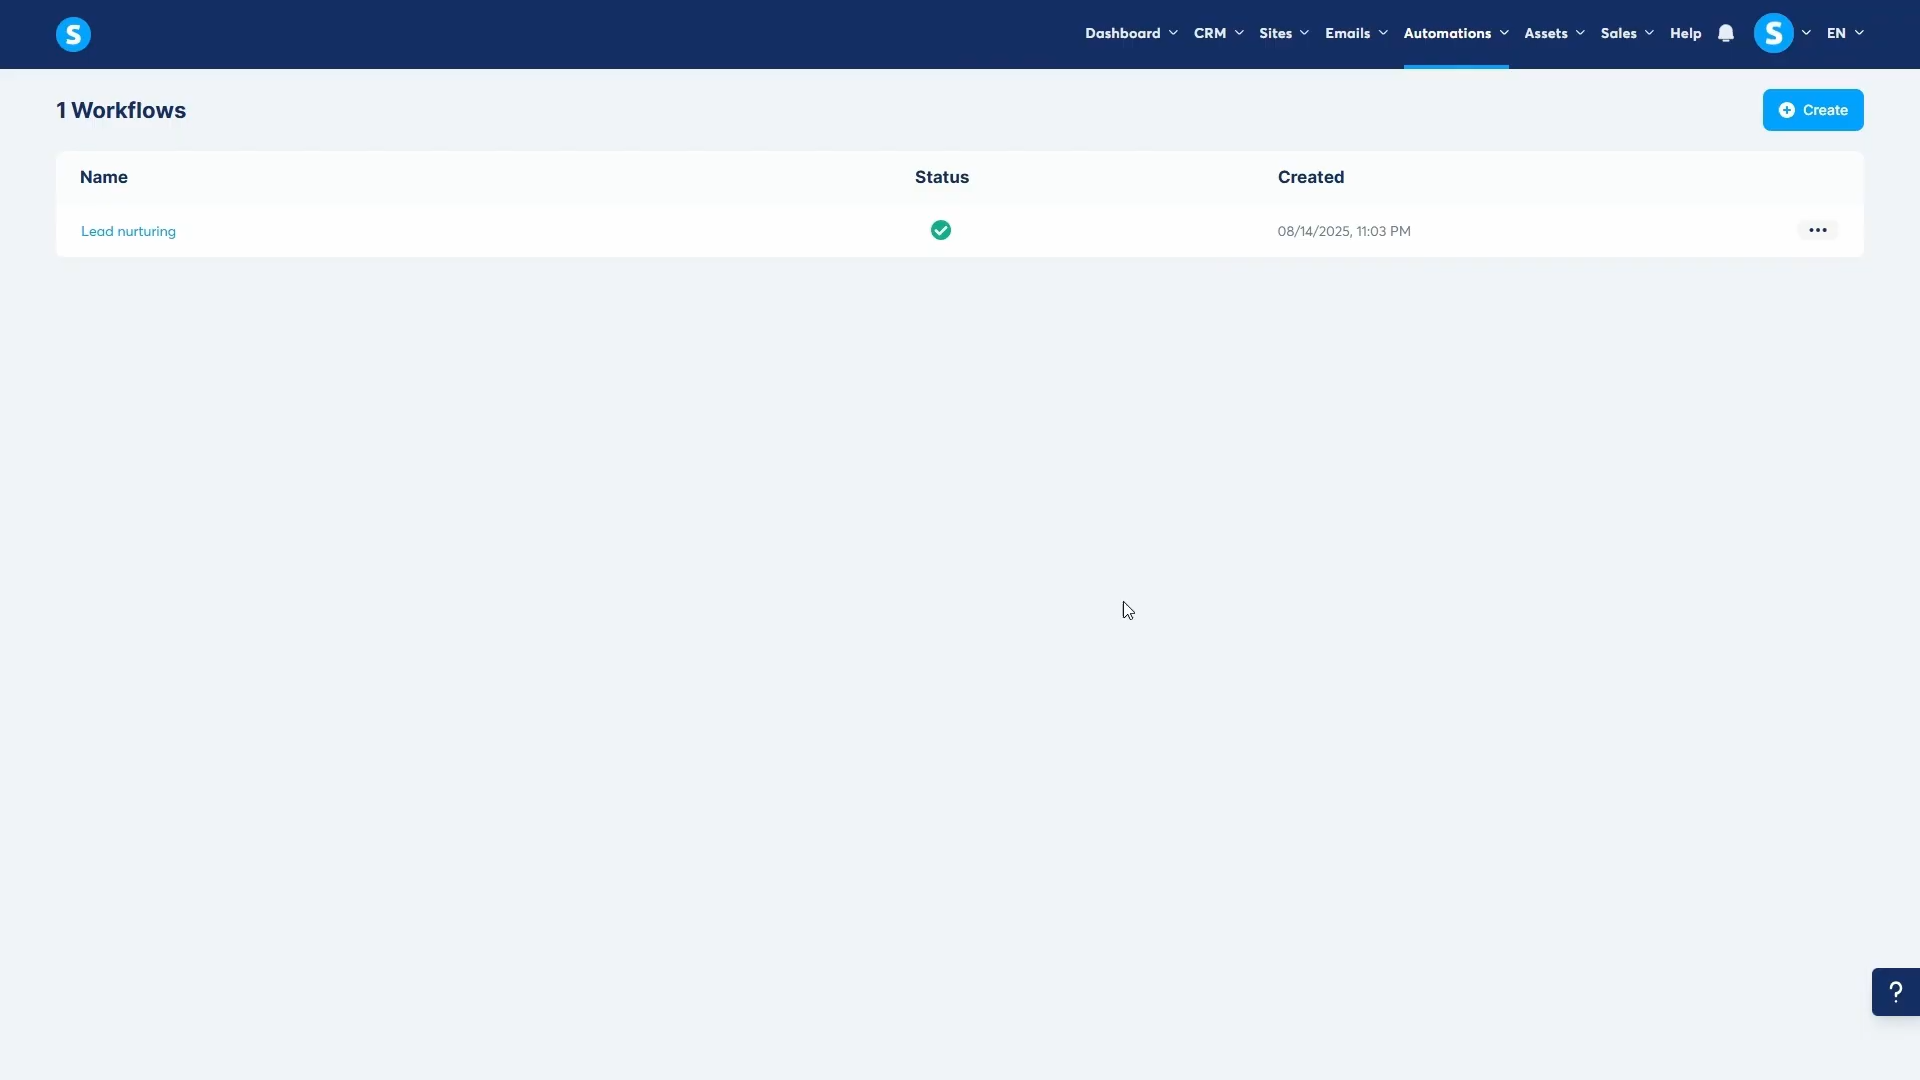 S
Dashboard CRM Sites Emails Automations Assets Sales Help S EN
1 Workflows
Create
Name Status Created
Lead nurturing 08/14/2025, 11:03 PM
?